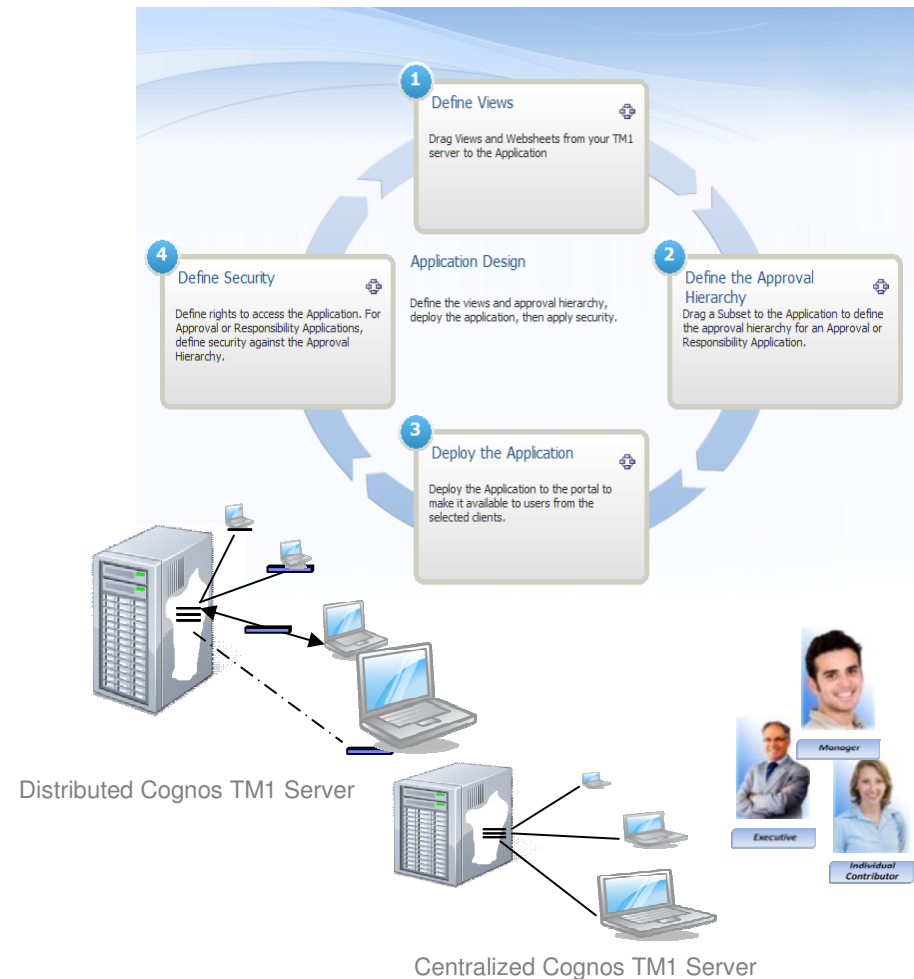 1
Define Views
Drag Views and Websheets from your TM1
server to the Application
4
Define Security
Define rights to access the Application. For
Approval or Responsibility Applications,
define security against the Approval
Hierarchy.
Application Design
Define the views and approval hierarchy,
deploy the application, then apply security.
2
Define the Approval
Hierarchy
Drag a Subset to the Application to define
the approval hierarchy for an Approval or
Responsibility Application.
3
Deploy the Application
Deploy the Application to the portal to
make it available to users from the
selected clients.
Distributed Cognos TM1 Server
Manager
Executive
Individual
Contributor
Centralized Cognos TM1 Server